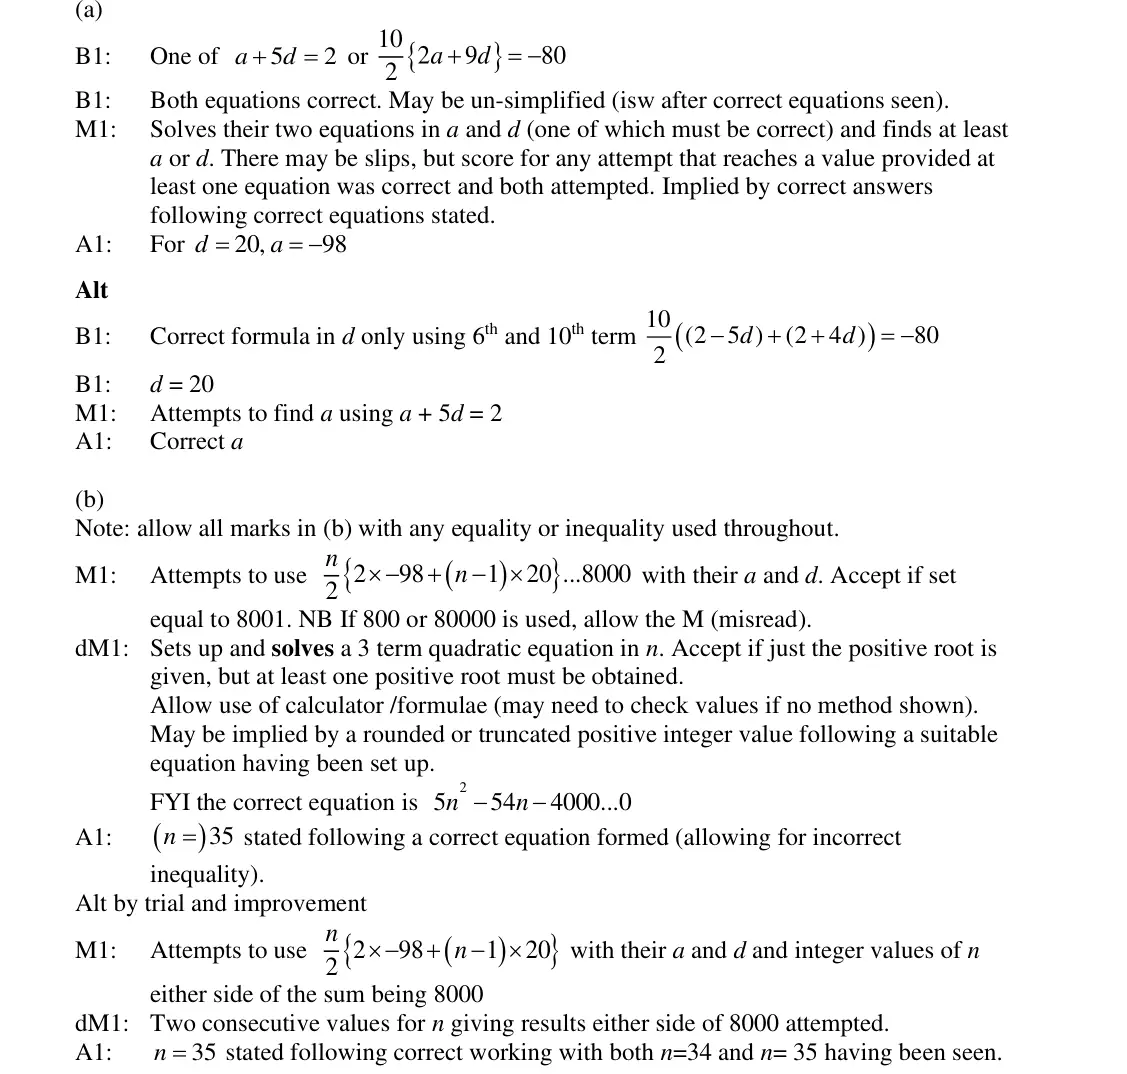 (a)
B1: One of a + 5d = 2 or 10/2 {2a + 9d} = −80
B1: Both equations correct. May be un-simplified (isw after correct equations seen).
M1: Solves their two equations in a and d (one of which must be correct) and finds at least
a or d. There may be slips, but score for any attempt that reaches a value provided at
least one equation was correct and both attempted. Implied by correct answers
following correct equations stated.
A1: For d = 20, a = −98
Alt
B1: Correct formula in d only using 6th and 10th term 10/2 ((2 − 5d) + (2 + 4d)) = −80
B1: d = 20
M1: Attempts to find a using a + 5d = 2
A1: Correct a
(b)
Note: allow all marks in (b) with any equality or inequality used throughout.
M1: Attempts to use n/2 {2 × −98 + (n − 1) × 20}...8000 with their a and d. Accept if set
equal to 8001. NB If 800 or 80000 is used, allow the M (misread).
dM1: Sets up and solves a 3 term quadratic equation in n. Accept if just the positive root is
given, but at least one positive root must be obtained.
Allow use of calculator /formulae (may need to check values if no method shown).
May be implied by a rounded or truncated positive integer value following a suitable
equation having been set up.
FYI the correct equation is 5n² − 54n − 4000...0
A1: (n =) 35 stated following a correct equation formed (allowing for incorrect
inequality).
Alt by trial and improvement
M1: Attempts to use n/2 {2 × −98 + (n − 1) × 20} with their a and d and integer values of n
either side of the sum being 8000
dM1: Two consecutive values for n giving results either side of 8000 attempted.
A1: n = 35 stated following correct working with both n=34 and n= 35 having been seen.